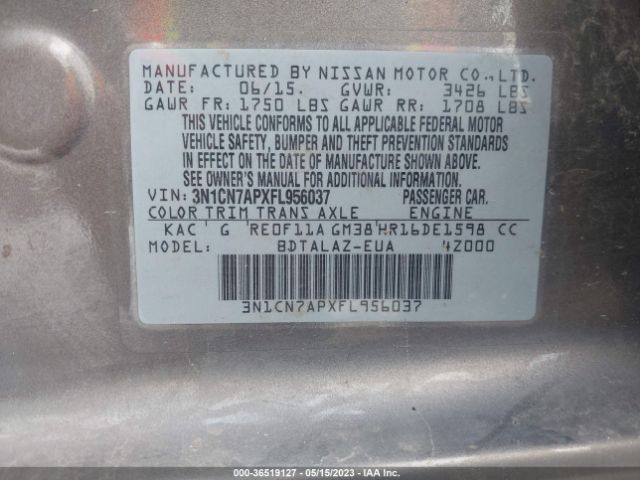 MANUFACTURED BY NISSAN MOTOR CO., LTD.
DATE: 06/15. GVWR: 3426 LBS
GAWR FR: 1750 LBS GAWR RR: 1708 LBS
THIS VEHICLE CONFORMS TO ALL APPLICABLE FEDERAL MOTOR
VEHICLE SAFETY, BUMPER AND THEFT PREVENTION STANDARDS
IN EFFECT ON THE DATE OF MANUFACTURE SHOWN ABOVE.
SEE OWNER'S MANUAL FOR ADDITIONAL INFORMATION.
VIN: 3N1CN7APXFL956037 PASSENGER CAR.
COLOR TRIM TRANS AXLE ENGINE
KAC' G RE0F11A GM38'HR16DE1598 CC
MODEL: BDTALAZ-EUA 4Z000
3N1CN7APXFL956037
000-36519127 - 05/15/2023 - IAA Inc.